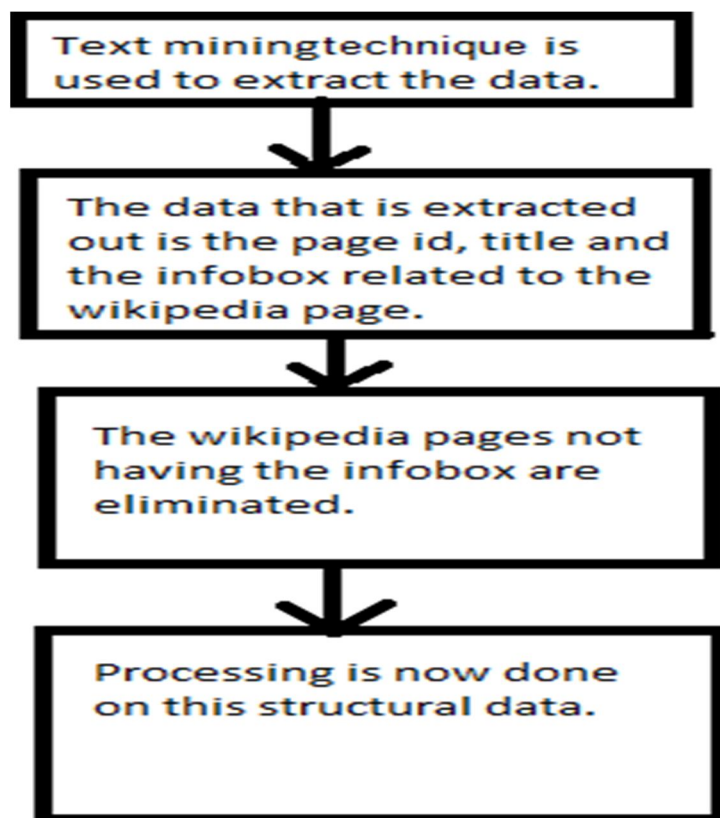 Text miningtechnique is
used to extract the data.
The data that is extracted
out is the page id, title and
the infobox related to the
wikipedia page.
The wikipedia pages not
having the infobox are
eliminated.
Processing is now done
on this structural data.